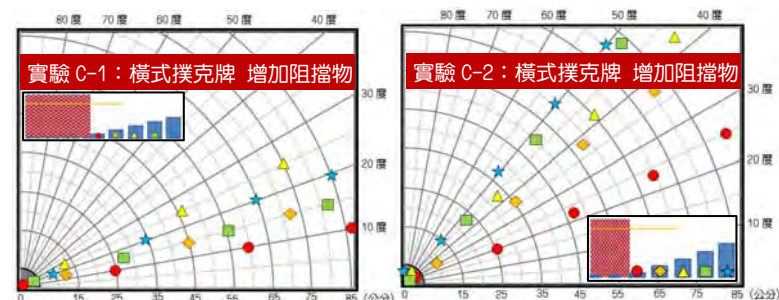 80 度 70 度 60 度 50 度 40 度
實驗 C-1：橫式撲克牌 增加阻擋物
30 度
20 度
10 度
0 15 25 35 45 55 65 75 85 (公分)
80 度 70 度 60 度 50 度 40 度
實驗 C-2：橫式撲克牌 增加阻擋物
30 度
20 度
10 度
0 15 25 35 45 55 65 75 85 (公分)